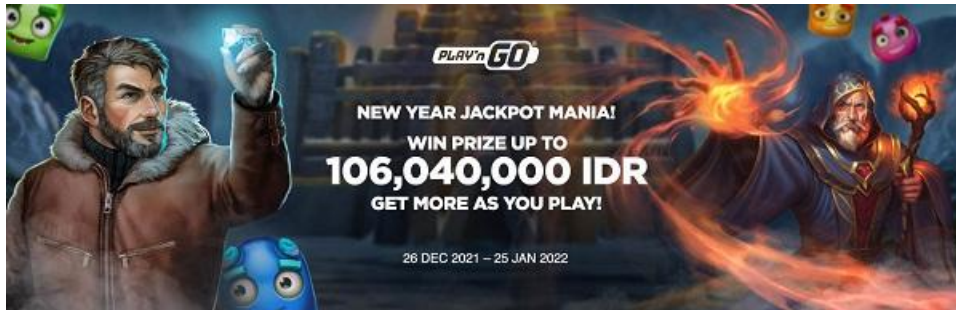 PLAY'n GO
NEW YEAR JACKPOT MANIA!
WIN PRIZE UP TO
106,040,000 IDR
GET MORE AS YOU PLAY!
26 DEC 2021 – 25 JAN 2022